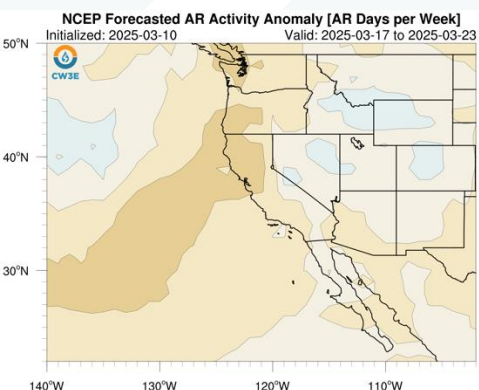 NCEP Forecasted AR Activity Anomaly [AR Days per Week]
Initialized: 2025-03-10 Valid: 2025-03-17 to 2025-03-23
50°N
CW3E
40°N
30°N
140°W 130°W 120°W 110°W